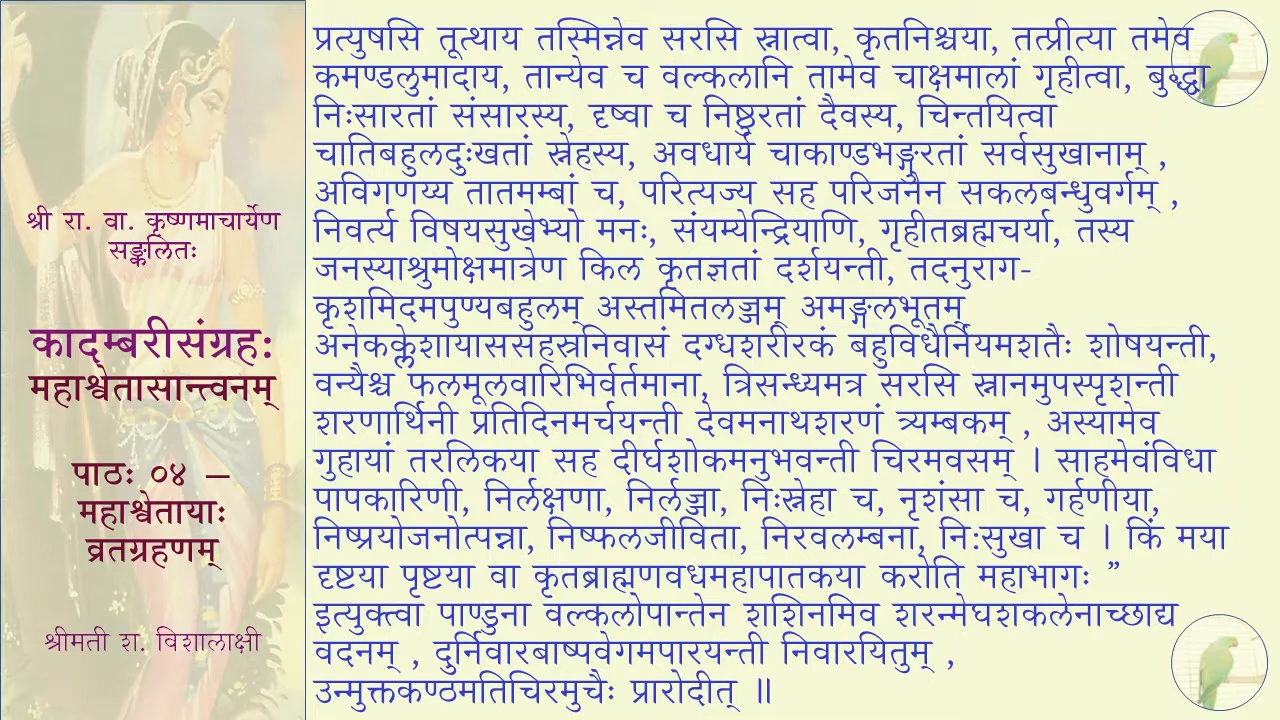 श्री रा. वा. कृष्णमाचार्येण
सङ्कलितः
कादम्बरीसंग्रहः
महाश्वेतासान्त्वनम्
पाठः ०४ –
महाश्वेतायाः
व्रतग्रहणम्
श्रीमती श. विशालाक्षी
प्रत्युषसि तूत्थाय तस्मिन्नेव सरसि स्नात्वा, कृतनिश्चया, तत्प्रीत्या तमेव
कमण्डलुमादाय, तान्येव च वल्कलानि तामेव चाक्षमालां गृहीत्वा, बुद्ध्वा
निःसारतां संसारस्य, दृष्वा च निष्ठुरतां दैवस्य, चिन्तयित्वा
चातिबहुलदुःखतां स्नेहस्य, अवधार्य चाकाण्डभङ्गुरतां सर्वसुखानाम् ,
अविगणय्य तातमम्बां च, परित्यज्य सह परिजनेन सकलबन्धुवर्गम् ,
निवर्त्य विषयसुखेभ्यो मनः, संयम्येन्द्रियाणि, गृहीतब्रह्मचर्या, तस्य
जनस्याश्रुमोक्षमात्रेण किल कृतज्ञतां दर्शयन्ती, तदनुराग-
कृशमिदमपुण्यबहुलम् अस्तमितलज्जम् अमङ्गलभूतम्
अनेकक्लेशायाससहस्रनिवासं दग्धशरीरकं बहुविधैर्नियमशतैः शोषयन्ती,
वन्यैश्च फलमूलवारिभिर्वर्तमाना, त्रिसन्ध्यमत्र सरसि स्नानमुपस्पृशन्ती
शरणार्थिनी प्रतिदिनमर्चयन्ती देवमनाथशरणं त्र्यम्बकम् , अस्यामेव
गुहायां तरलिकया सह दीर्घशोकमनुभवन्ती चिरमवसम् । साहमेवंविधा
पापकारिणी, निर्लक्षणा, निर्लज्जा, निःस्नेहा च, नृशंसा च, गर्हणीया,
निष्प्रयोजनोत्पन्ना, निष्फलजीविता, निरवलम्बना, नि:सुखा च । किं मया
दृष्टया पृष्टया वा कृतब्राह्मणवधमहापातकया करोति महाभागः ”
इत्युक्त्वा पाण्डुना वल्कलोपान्तेन शशिनमिव शरन्मेघशकलेनाच्छाद्य
वदनम् , दुर्निवारबाष्पवेगमपारयन्ती निवारयितुम् ,
उन्मुक्तकण्ठमतिचिरमुचैः प्रारोदीत् ॥